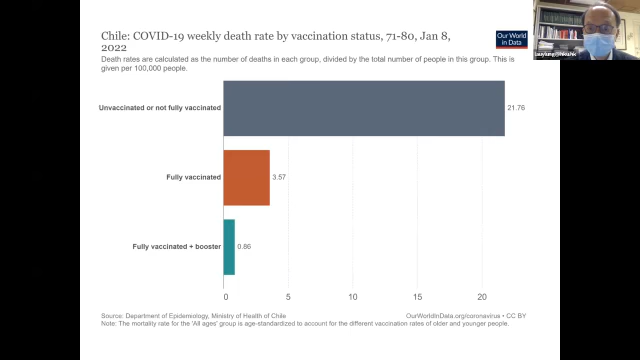 Chile: COVID-19 weekly death rate by vaccination status, 71-80, Jan 8,
2022
Our World
in Data
Death rates are calculated as the number of deaths in each group, divided by the total number of people in this group. This is
given per 100,000 people.
Unvaccinated or not fully vaccinated
21.76
Fully vaccinated
3.57
Fully vaccinated + booster
0.86
0
5
10
15
20
Source: Department of Epidemiology, Ministry of Health of Chile
OurWorldInData.org/coronavirus • CC BY
Note: The mortality rate for the 'All ages' group is age-standardized to account for the different vaccination rates of older and younger people.